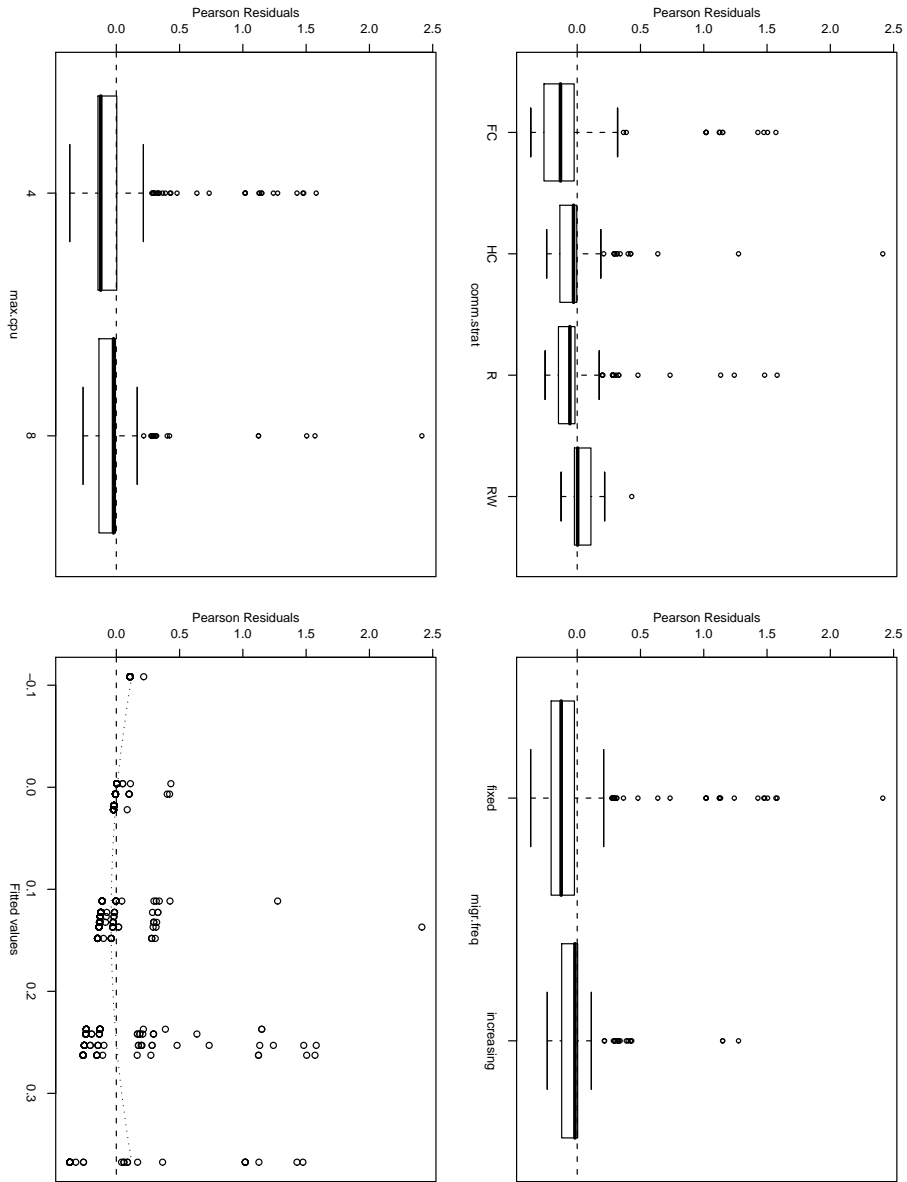 Pearson Residuals
0.0 0.5 1.0 1.5 2.0 2.5
FC HC R RW
comm.strat
Pearson Residuals
0.0 0.5 1.0 1.5 2.0 2.5
fixed increasing
migr.freq
Pearson Residuals
0.0 0.5 1.0 1.5 2.0 2.5
4 8
max.cpu
Pearson Residuals
0.0 0.5 1.0 1.5 2.0 2.5
−0.1 0.0 0.1 0.2 0.3
Fitted values